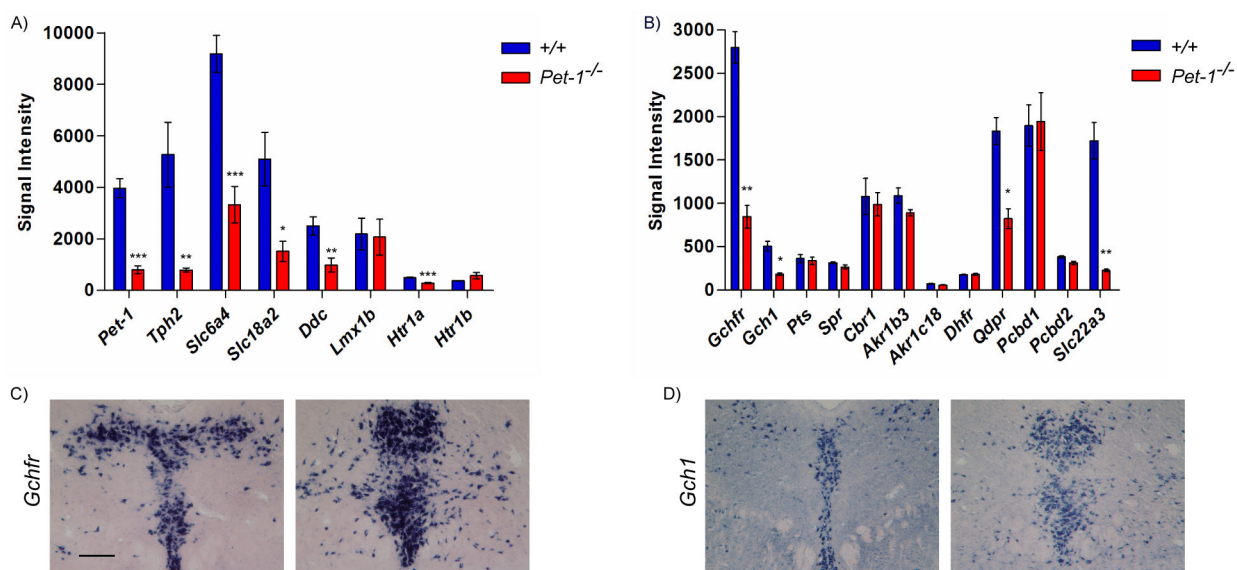 A)
10000
8000
6000
4000
2000
0
Signal Intensity
+/+
Pet-1-/-
***
**
***
*
**
***
Pet-1
Tph2
Slc6a4
Slc18a2
Ddc
Lmx1b
Htr1a
Htr1b
B)
3000
2500
2000
1500
1000
500
0
Signal Intensity
+/+
Pet-1-/-
**
*
*
**
Gchfr
Gch1
Pts
Spr
Cbr1
Akr1b3
Akr1c18
Dhfr
Qdpr
Pcbd1
Pcbd2
Slc22a3
C)
Gchfr
D)
Gch1